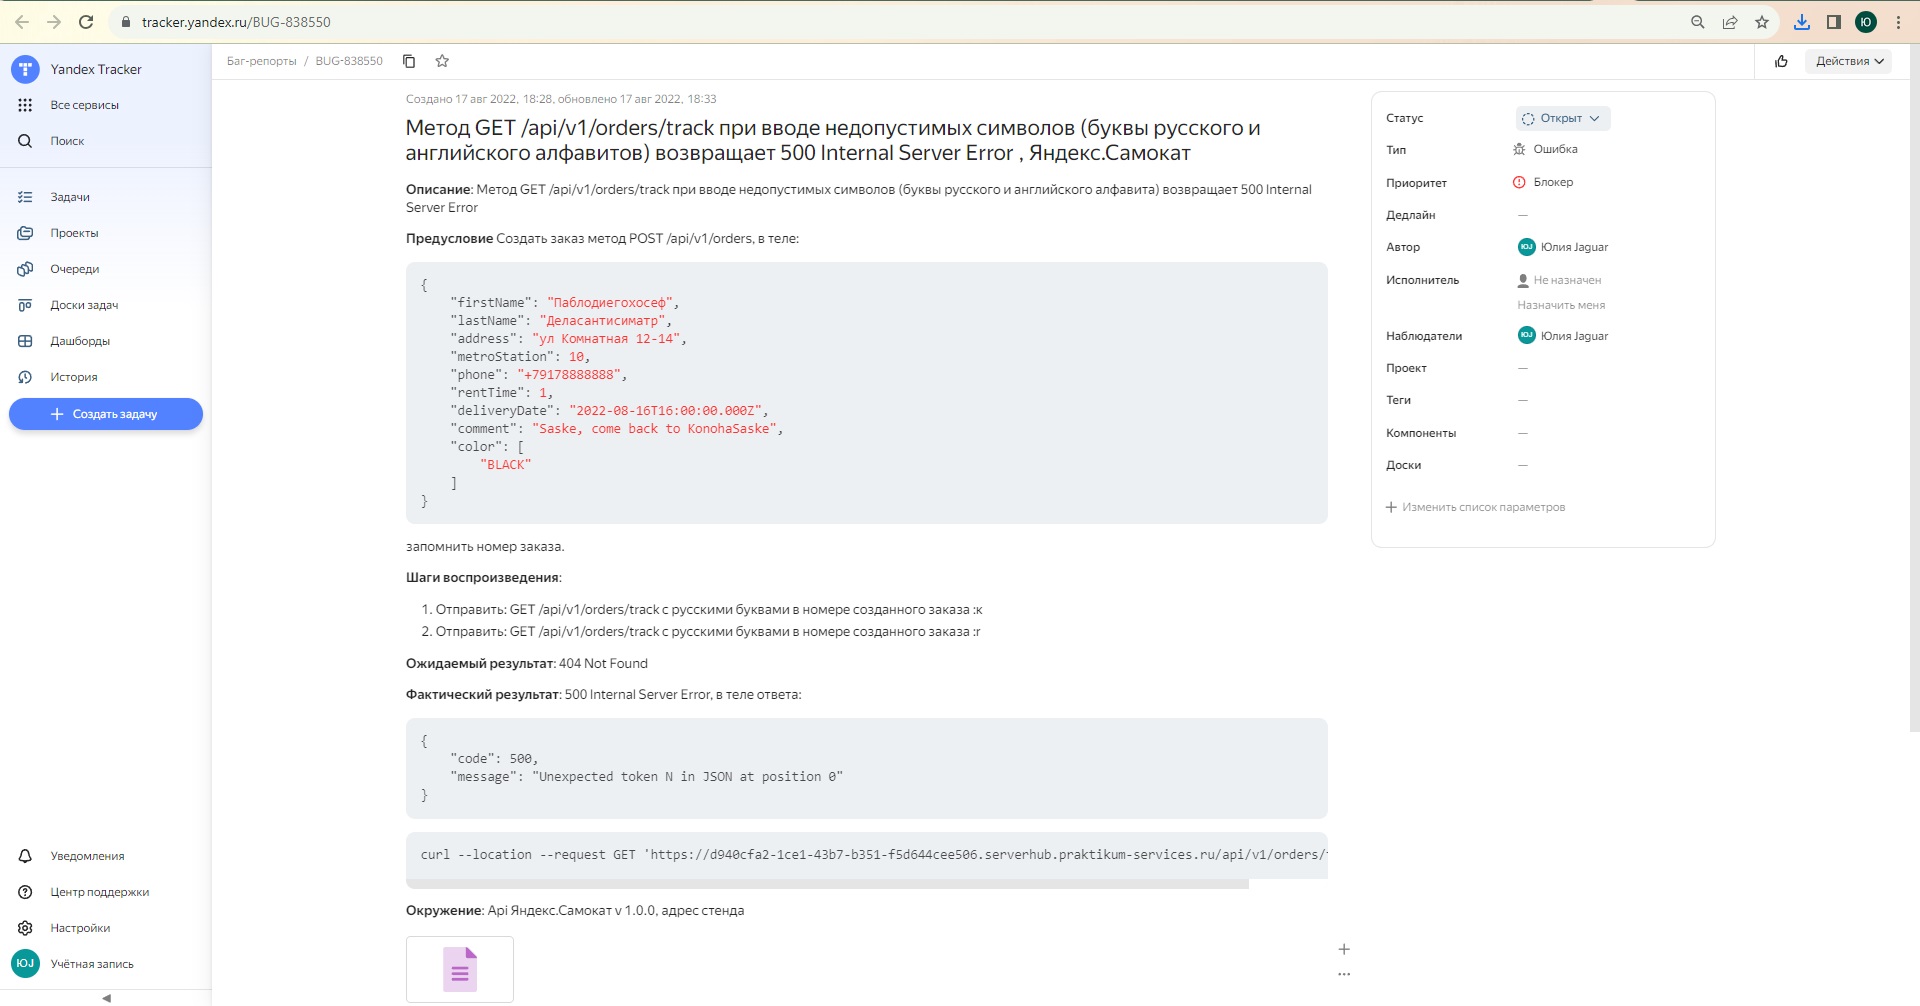 tracker.yandex.ru/BUG-838550
Ю
Yandex Tracker
Все сервисы
Поиск
Задачи
Проекты
Очереди
Доски задач
Дашборды
История
+ Создать задачу
Уведомления
Центр поддержки
Настройки
ЮJ Учётная запись
Баг-репорты / BUG-838550
Действия
Создано 17 авг 2022, 18:28, обновлено 17 авг 2022, 18:33
Метод GET /api/v1/orders/track при вводе недопустимых символов (буквы русского и
английского алфавитов) возвращает 500 Internal Server Error , Яндекс.Самокат
Описание: Метод GET /api/v1/orders/track при вводе недопустимых символов (буквы русского и английского алфавита) возвращает 500 Internal
Server Error
Предусловие Создать заказ метод POST /api/v1/orders, в теле:
{
"firstName": "Паблодиегохосеф",
"lastName": "Деласантисиматр",
"address": "ул Комнатная 12-14",
"metroStation": 10,
"phone": "+79178888888",
"rentTime": 1,
"deliveryDate": "2022-08-16T16:00:00.000Z",
"comment": "Saske, come back to KonohaSaske",
"color": [
"BLACK"
]
}
запомнить номер заказа.
Шаги воспроизведения:
1. Отправить: GET /api/v1/orders/track с русскими буквами в номере созданного заказа :к
2. Отправить: GET /api/v1/orders/track с русскими буквами в номере созданного заказа :r
Ожидаемый результат: 404 Not Found
Фактический результат: 500 Internal Server Error, в теле ответа:
{
"code": 500,
"message": "Unexpected token N in JSON at position 0"
}
curl --location --request GET 'https://d940cfa2-1ce1-43b7-b351-f5d644cee506.serverhub.praktikum-services.ru/api/v1/orders/
Окружение: Api Яндекс.Самокат v 1.0.0, адрес стенда
Статус Открыт
Тип Ошибка
Приоритет Блокер
Дедлайн —
Автор ЮJ Юлия Jaguar
Исполнитель Не назначен
Назначить меня
Наблюдатели ЮJ Юлия Jaguar
Проект —
Теги —
Компоненты —
Доски —
+ Изменить список параметров